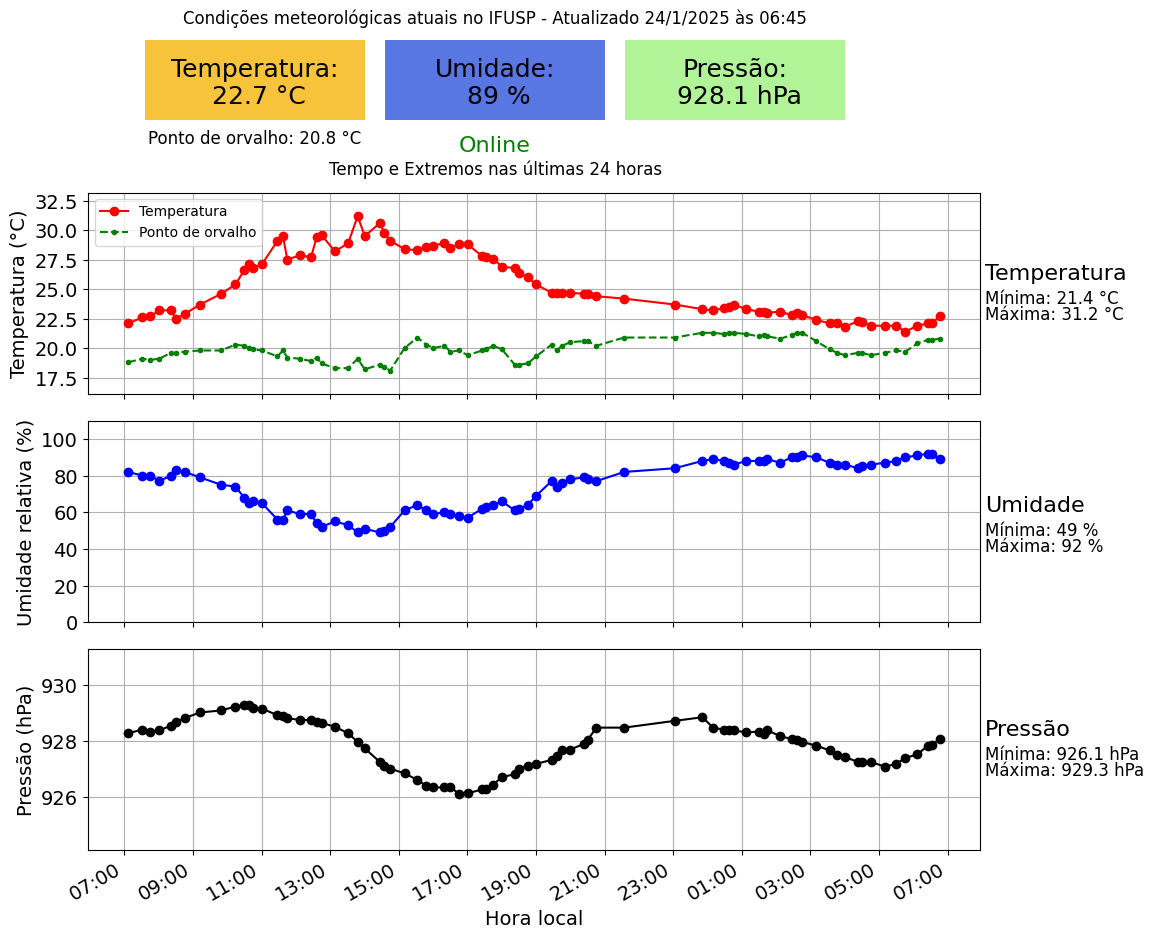 Condições meteorológicas atuais no IFUSP - Atualizado 24/1/2025 às 06:45
Temperatura:
22.7 °C
Umidade:
89 %
Pressão:
928.1 hPa
Ponto de orvalho: 20.8 °C
Online
Tempo e Extremos nas últimas 24 horas
Temperatura (°C)
32.5
30.0
27.5
25.0
22.5
20.0
17.5
Temperatura
Ponto de orvalho
Temperatura
Mínima: 21.4 °C
Máxima: 31.2 °C
Umidade relativa (%)
100
80
60
40
20
0
Umidade
Mínima: 49 %
Máxima: 92 %
Pressão (hPa)
930
928
926
Pressão
Mínima: 926.1 hPa
Máxima: 929.3 hPa
07:00 09:00 11:00 13:00 15:00 17:00 19:00 21:00 23:00 01:00 03:00 05:00 07:00
Hora local